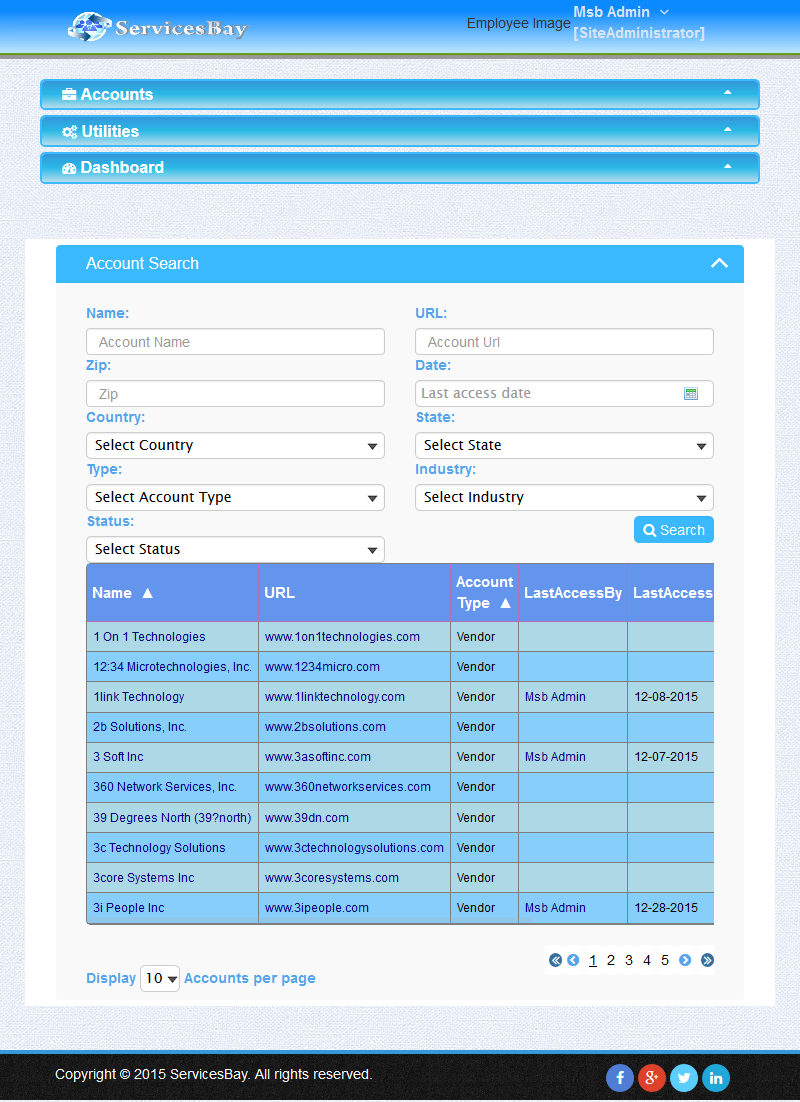 ServicesBay
Employee Image
Msb Admin
[SiteAdministrator]
Accounts
Utilities
Dashboard
Account Search
Name: URL:
Account Name Account Url
Zip: Date:
Zip Last access date
Country: State:
Select Country Select State
Type: Industry:
Select Account Type Select Industry
Status:
Search
Select Status
Name ▲ URL Account Type ▲ LastAccessBy LastAccess
1 On 1 Technologies www.1on1technologies.com Vendor
12:34 Microtechnologies, Inc. www.1234micro.com Vendor
1link Technology www.1linktechnology.com Vendor Msb Admin 12-08-2015
2b Solutions, Inc. www.2bsolutions.com Vendor
3 Soft Inc www.3asoftinc.com Vendor Msb Admin 12-07-2015
360 Network Services, Inc. www.360networkservices.com Vendor
39 Degrees North (39?north) www.39dn.com Vendor
3c Technology Solutions www.3ctechnologysolutions.com Vendor
3core Systems Inc www.3coresystems.com Vendor
3i People Inc www.3ipeople.com Vendor Msb Admin 12-28-2015
1 2 3 4 5
Display 10 Accounts per page
Copyright © 2015 ServicesBay. All rights reserved.